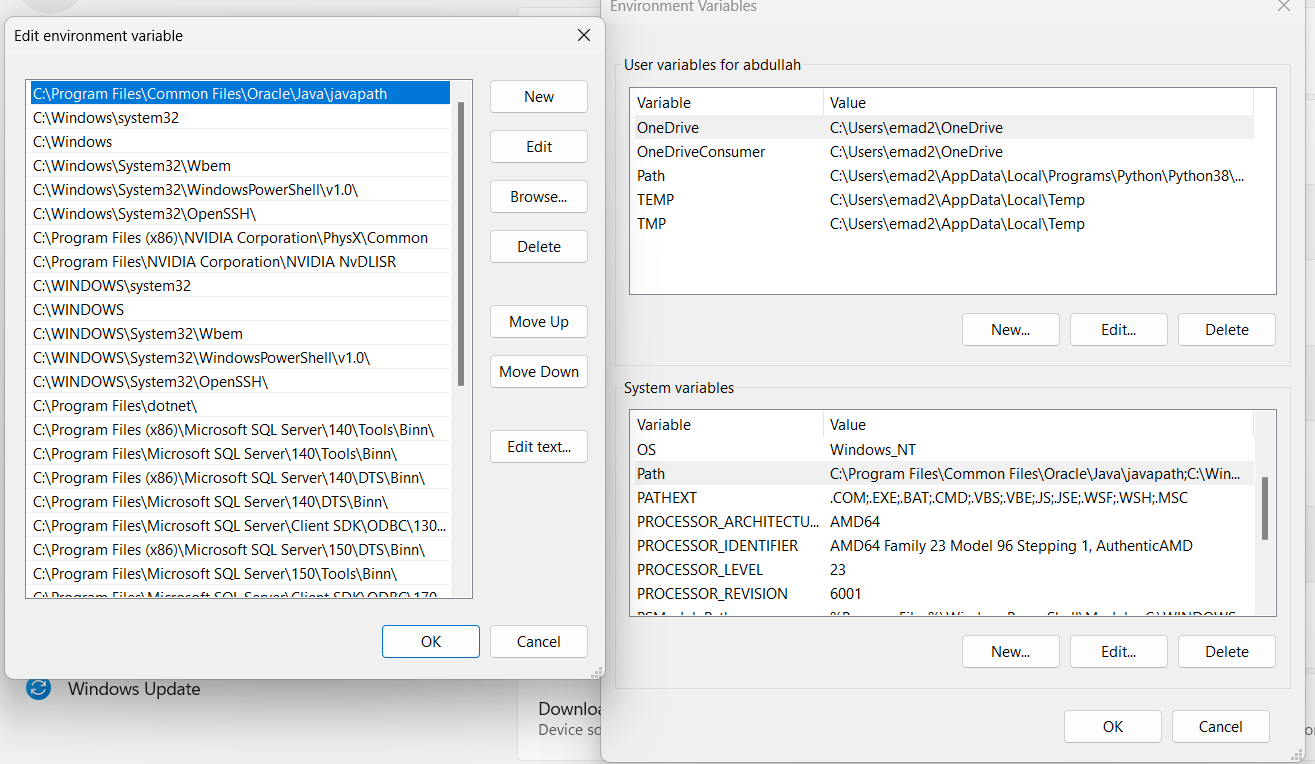 Edit environment variable
C:\Program Files\Common Files\Oracle\Java\javapath
C:\Windows\system32
C:\Windows
C:\Windows\System32\Wbem
C:\Windows\System32\WindowsPowerShell\v1.0\
C:\Windows\System32\OpenSSH\
C:\Program Files (x86)\NVIDIA Corporation\PhysX\Common
C:\Program Files\NVIDIA Corporation\NVIDIA NvDLISR
C:\WINDOWS\system32
C:\WINDOWS
C:\WINDOWS\System32\Wbem
C:\WINDOWS\System32\WindowsPowerShell\v1.0\
C:\WINDOWS\System32\OpenSSH\
C:\Program Files\dotnet\
C:\Program Files (x86)\Microsoft SQL Server\140\Tools\Binn\
C:\Program Files\Microsoft SQL Server\140\Tools\Binn\
C:\Program Files (x86)\Microsoft SQL Server\140\DTS\Binn\
C:\Program Files\Microsoft SQL Server\140\DTS\Binn\
C:\Program Files\Microsoft SQL Server\Client SDK\ODBC\130...
C:\Program Files (x86)\Microsoft SQL Server\150\DTS\Binn\
C:\Program Files\Microsoft SQL Server\150\Tools\Binn\
C:\Program Files\Microsoft SQL Server\Client SDK\ODBC\170...
New
Edit
Browse...
Delete
Move Up
Move Down
Edit text...
OK
Cancel
Windows Update
Downloa
Device so
Environment Variables
User variables for abdullah
Variable Value
OneDrive C:\Users\emad2\OneDrive
OneDriveConsumer C:\Users\emad2\OneDrive
Path C:\Users\emad2\AppData\Local\Programs\Python\Python38\...
TEMP C:\Users\emad2\AppData\Local\Temp
TMP C:\Users\emad2\AppData\Local\Temp
New... Edit... Delete
System variables
Variable Value
OS Windows_NT
Path C:\Program Files\Common Files\Oracle\Java\javapath;C:\Win...
PATHEXT .COM;.EXE;.BAT;.CMD;.VBS;.VBE;.JS;.JSE;.WSF;.WSH;.MSC
PROCESSOR_ARCHITECTU... AMD64
PROCESSOR_IDENTIFIER AMD64 Family 23 Model 96 Stepping 1, AuthenticAMD
PROCESSOR_LEVEL 23
PROCESSOR_REVISION 6001
New... Edit... Delete
OK Cancel